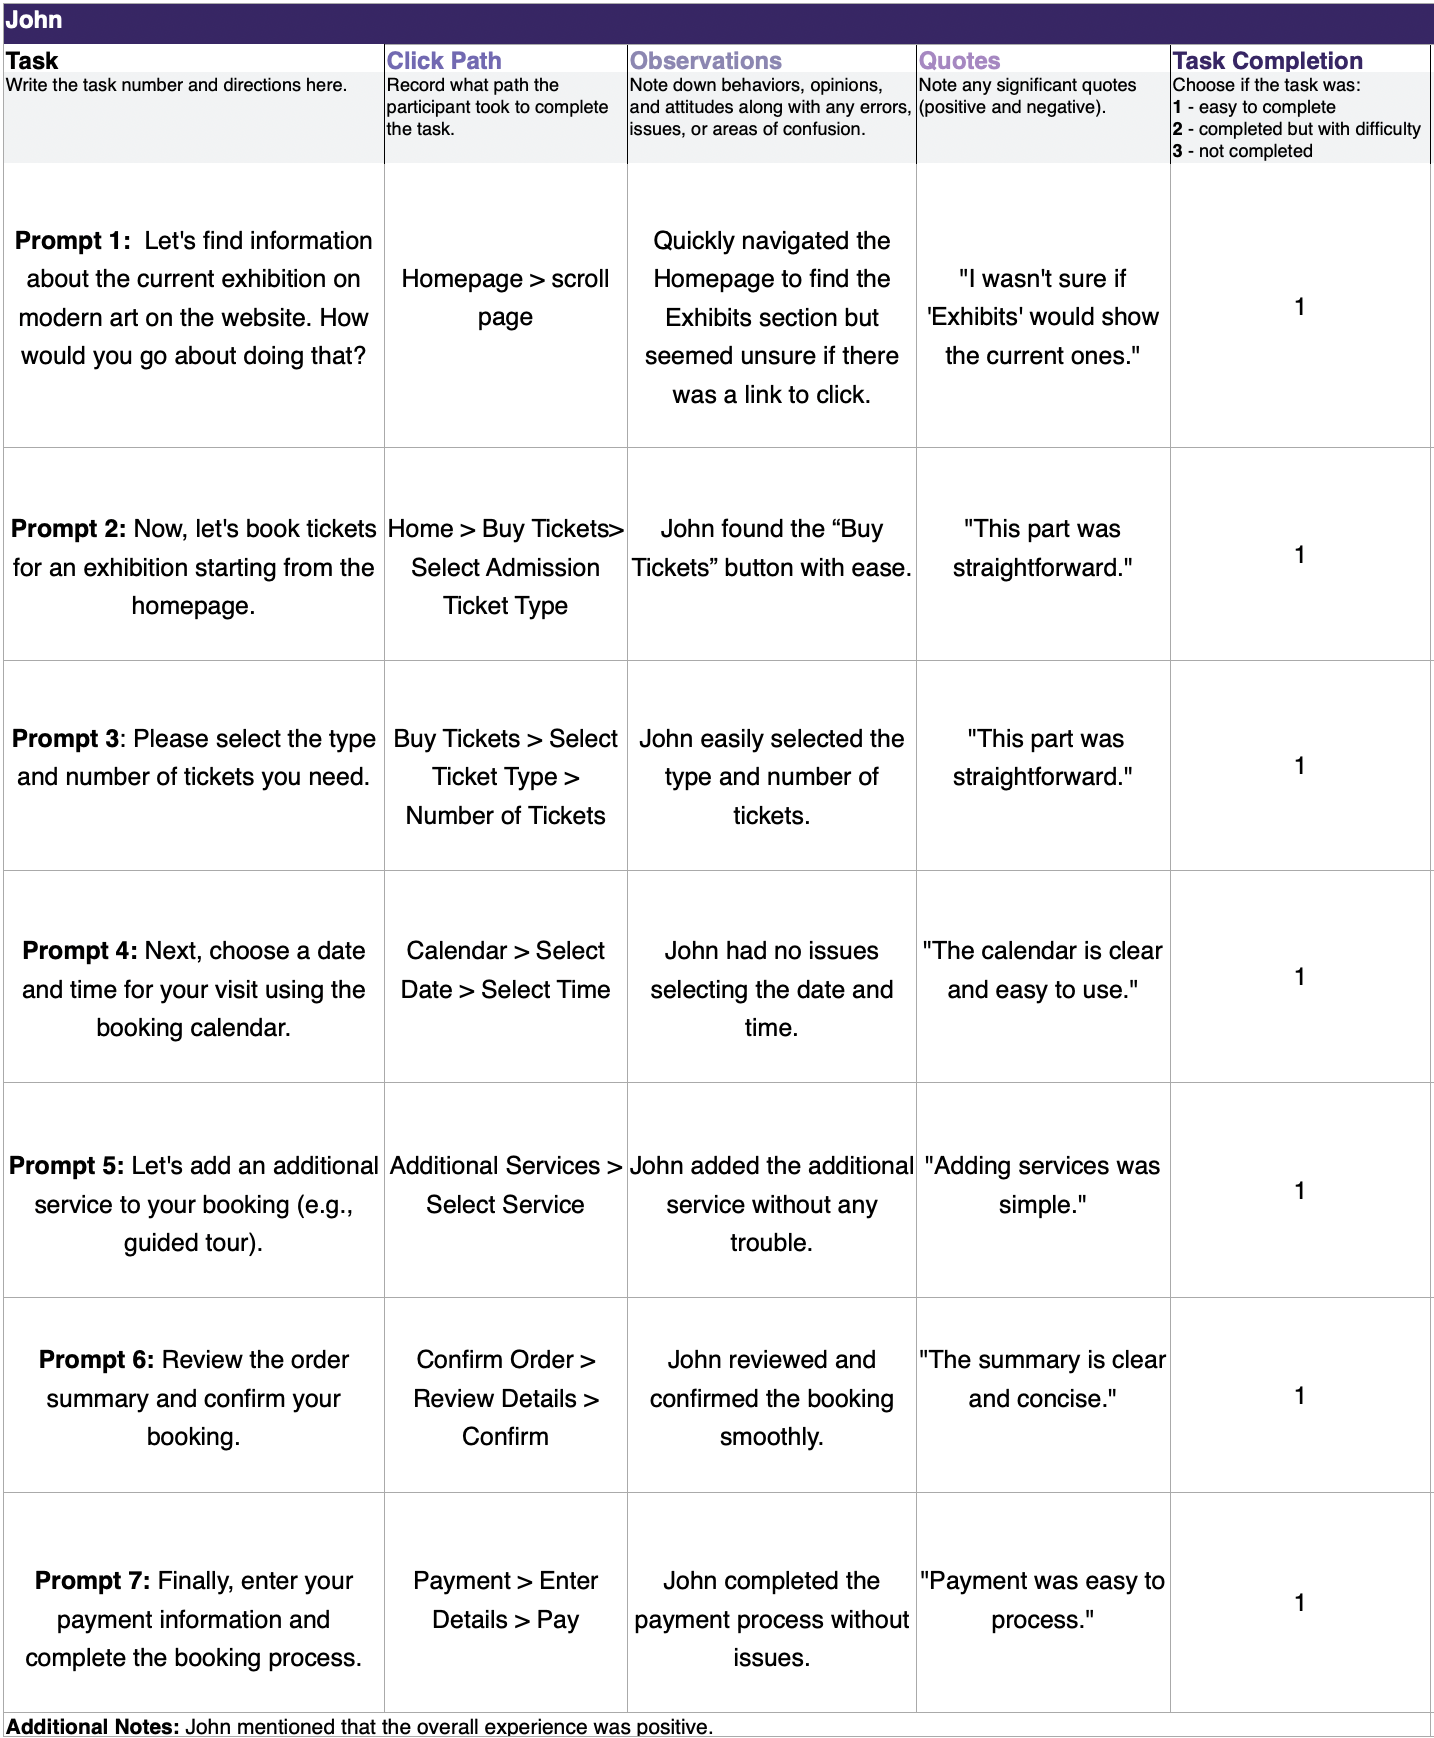 John
Task
Click Path
Observations
Quotes
Task Completion
Write the task number and directions here.
Record what path the
participant took to complete
the task.
Note down behaviors, opinions,
and attitudes along with any errors,
issues, or areas of confusion.
Note any significant quotes
(positive and negative).
Choose if the task was:
1 - easy to complete
2 - completed but with difficulty
3 - not completed
Prompt 1:  Let's find information
about the current exhibition on
modern art on the website. How
would you go about doing that?
Homepage > scroll
page
Quickly navigated the
Homepage to find the
Exhibits section but
seemed unsure if there
was a link to click.
"I wasn't sure if
'Exhibits' would show
the current ones."
1
Prompt 2: Now, let's book tickets
for an exhibition starting from the
homepage.
Home > Buy Tickets>
Select Admission
Ticket Type
John found the “Buy
Tickets” button with ease.
"This part was
straightforward."
1
Prompt 3: Please select the type
and number of tickets you need.
Buy Tickets > Select
Ticket Type >
Number of Tickets
John easily selected the
type and number of
tickets.
"This part was
straightforward."
1
Prompt 4: Next, choose a date
and time for your visit using the
booking calendar.
Calendar > Select
Date > Select Time
John had no issues
selecting the date and
time.
"The calendar is clear
and easy to use."
1
Prompt 5: Let's add an additional
service to your booking (e.g.,
guided tour).
Additional Services >
Select Service
John added the additional
service without any
trouble.
"Adding services was
simple."
1
Prompt 6: Review the order
summary and confirm your
booking.
Confirm Order >
Review Details >
Confirm
John reviewed and
confirmed the booking
smoothly.
"The summary is clear
and concise."
1
Prompt 7: Finally, enter your
payment information and
complete the booking process.
Payment > Enter
Details > Pay
John completed the
payment process without
issues.
"Payment was easy to
process."
1
Additional Notes: John mentioned that the overall experience was positive.